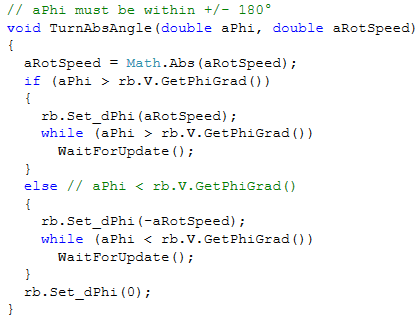 // aPhi must be within +/- 180°
void TurnAbsAngle(double aPhi, double aRotSpeed)
{
  aRotSpeed = Math.Abs(aRotSpeed);
  if (aPhi > rb.V.GetPhiGrad())
  {
    rb.Set_dPhi(aRotSpeed);
    while (aPhi > rb.V.GetPhiGrad())
      WaitForUpdate();
  }
  else // aPhi < rb.V.GetPhiGrad()
  {
    rb.Set_dPhi(-aRotSpeed);
    while (aPhi < rb.V.GetPhiGrad())
      WaitForUpdate();
  }
  rb.Set_dPhi(0);
}